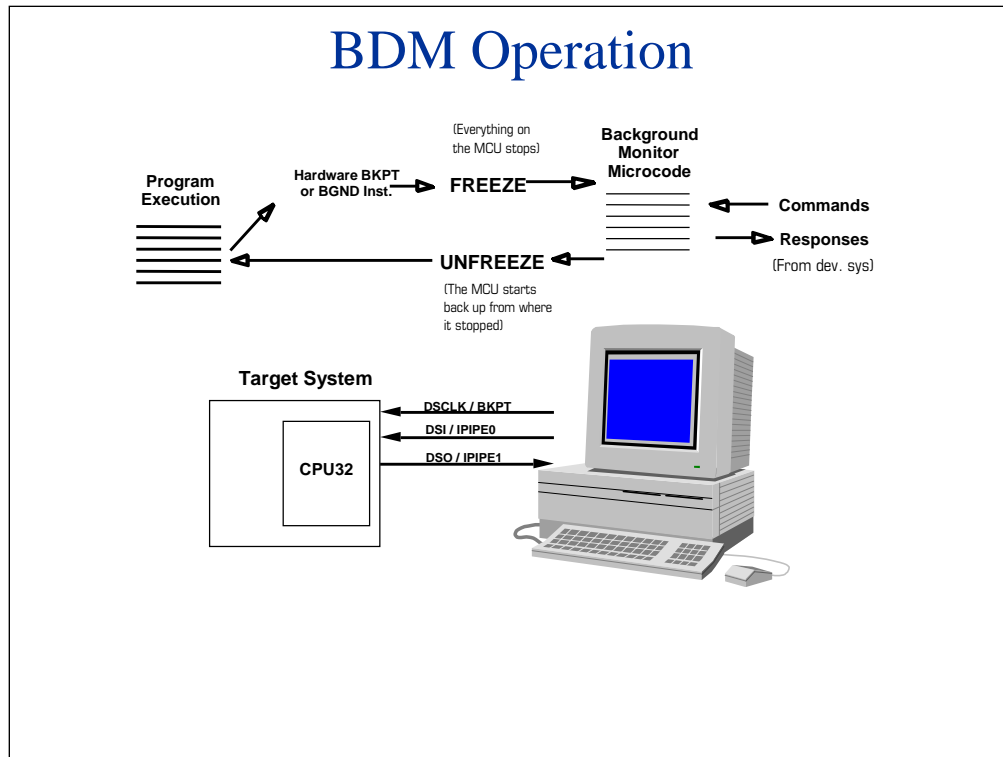 BDM Operation
(Everything on
the MCU stops)
Background
Monitor
Microcode
Program
Execution
Hardware BKPT
or BGND Inst.
FREEZE
Commands
Responses
(From dev. sys)
UNFREEZE
(The MCU starts
back up from where
it stopped)
Target System
DSCLK / BKPT
DSI / IPIPE0
DSO / IPIPE1
CPU32